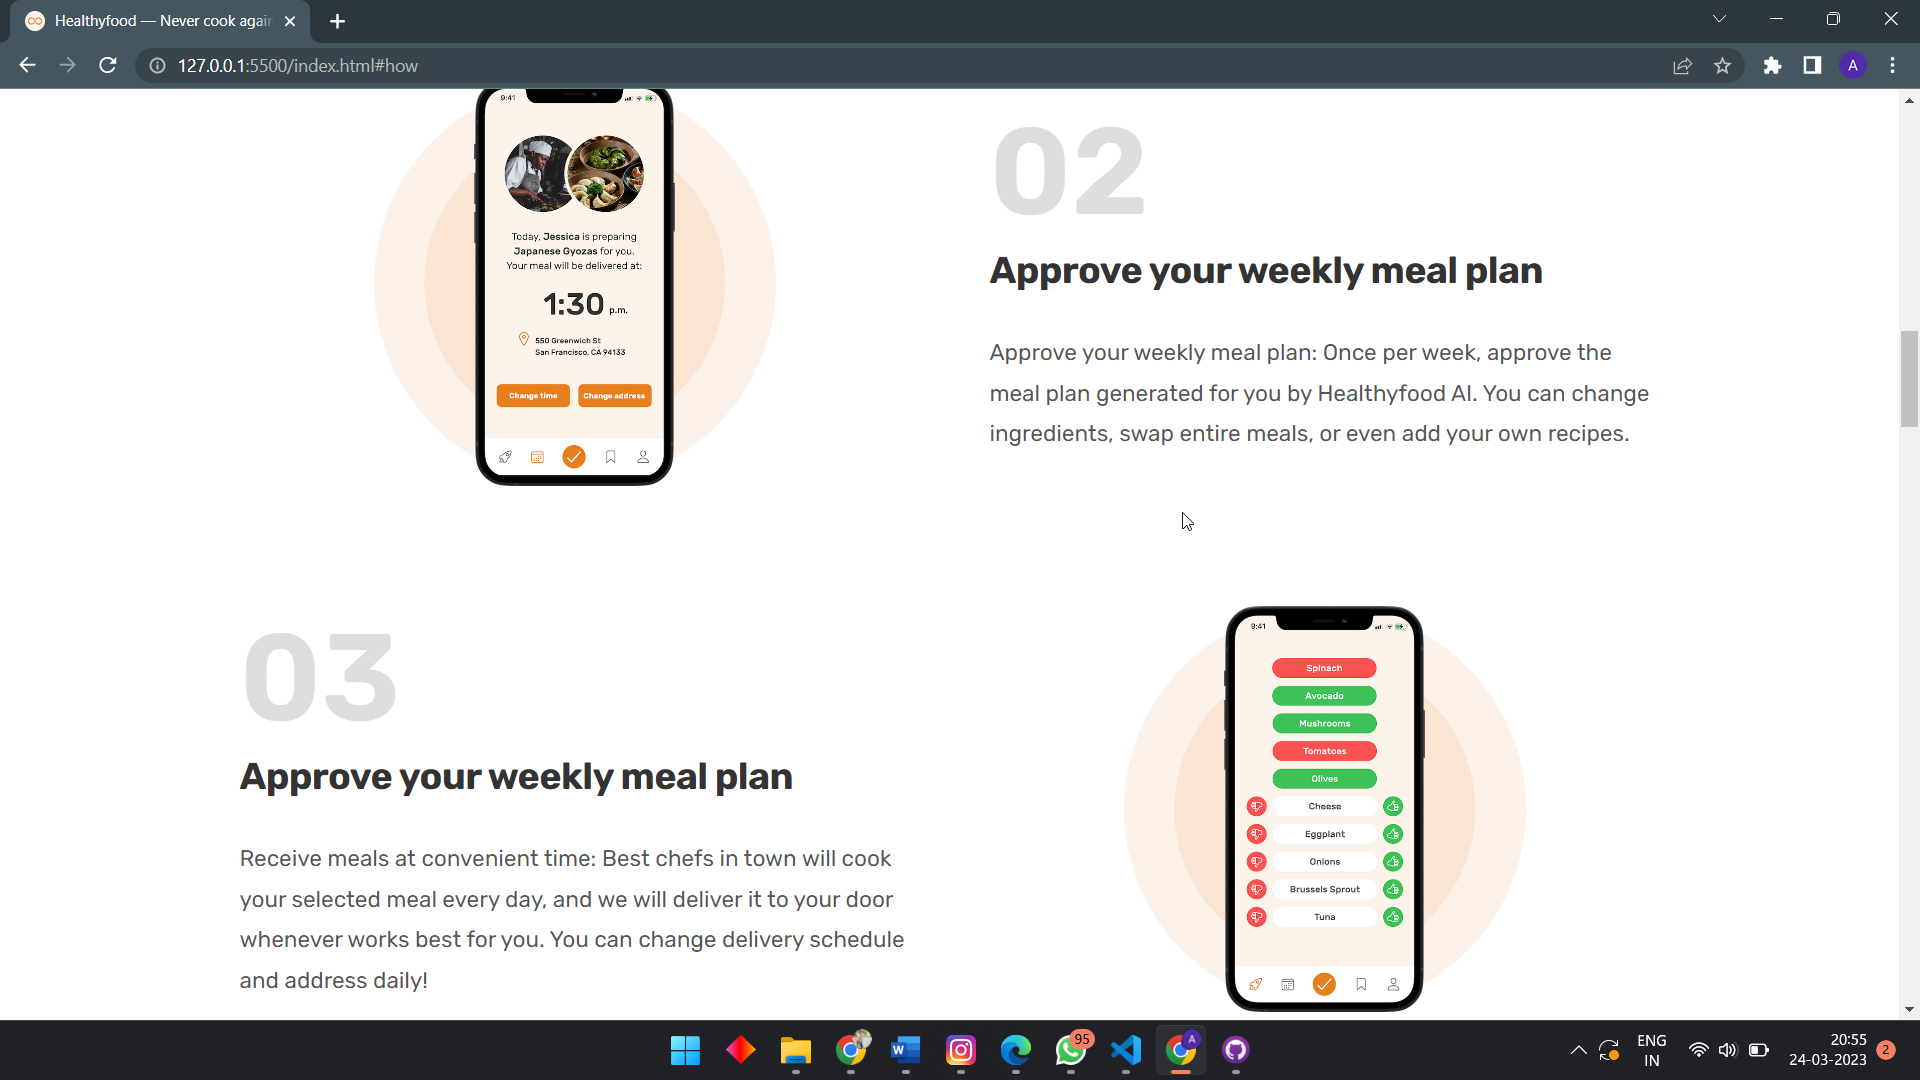 Healthyfood — Never cook again
127.0.0.1:5500/index.html#how
A
9:41
Today, Jessica is preparing
Japanese Gyozas for you.
Your meal will be delivered at:
1:30 p.m.
550 Greenwich St
San Francisco, CA 94133
Change time
Change address
02
Approve your weekly meal plan
Approve your weekly meal plan: Once per week, approve the
meal plan generated for you by Healthyfood AI. You can change
ingredients, swap entire meals, or even add your own recipes.
03
Approve your weekly meal plan
Receive meals at convenient time: Best chefs in town will cook
your selected meal every day, and we will deliver it to your door
whenever works best for you. You can change delivery schedule
and address daily!
9:41
Spinach
Avocado
Mushrooms
Tomatoes
Olives
Cheese
Eggplant
Onions
Brussels Sprout
Tuna
W
95
A
ENG
IN
20:55
24-03-2023
2